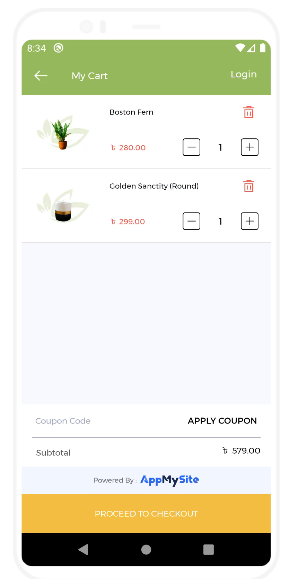 8:34
My Cart Login
Boston Fern
৳ 280.00 1
Golden Sanctity (Round)
৳ 299.00 1
Coupon Code APPLY COUPON
Subtotal ৳ 579.00
Powered By : AppMySite
PROCEED TO CHECKOUT